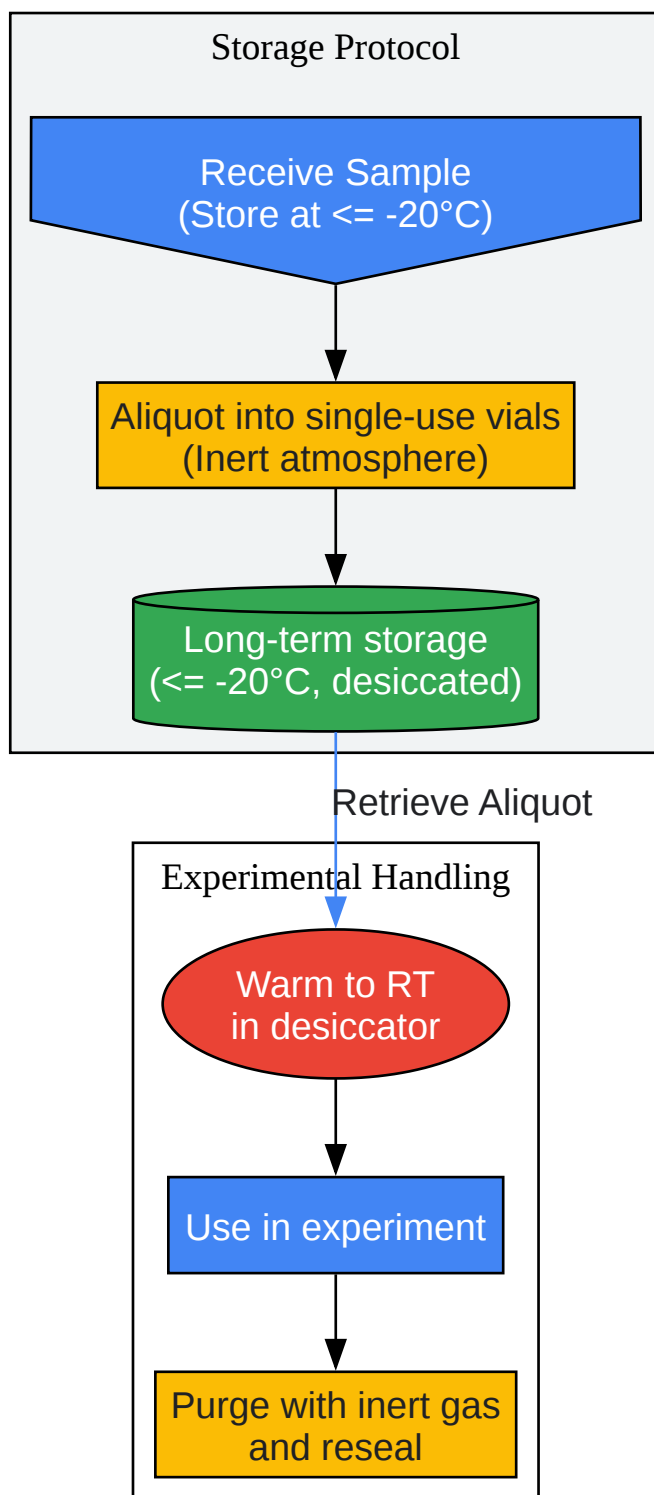 Storage Protocol
Receive Sample
(Store at <= -20°C)
Aliquot into single-use vials
(Inert atmosphere)
Long-term storage
(<= -20°C, desiccated)
Retrieve Aliquot
Experimental Handling
Warm to RT
in desiccator
Use in experiment
Purge with inert gas
and reseal